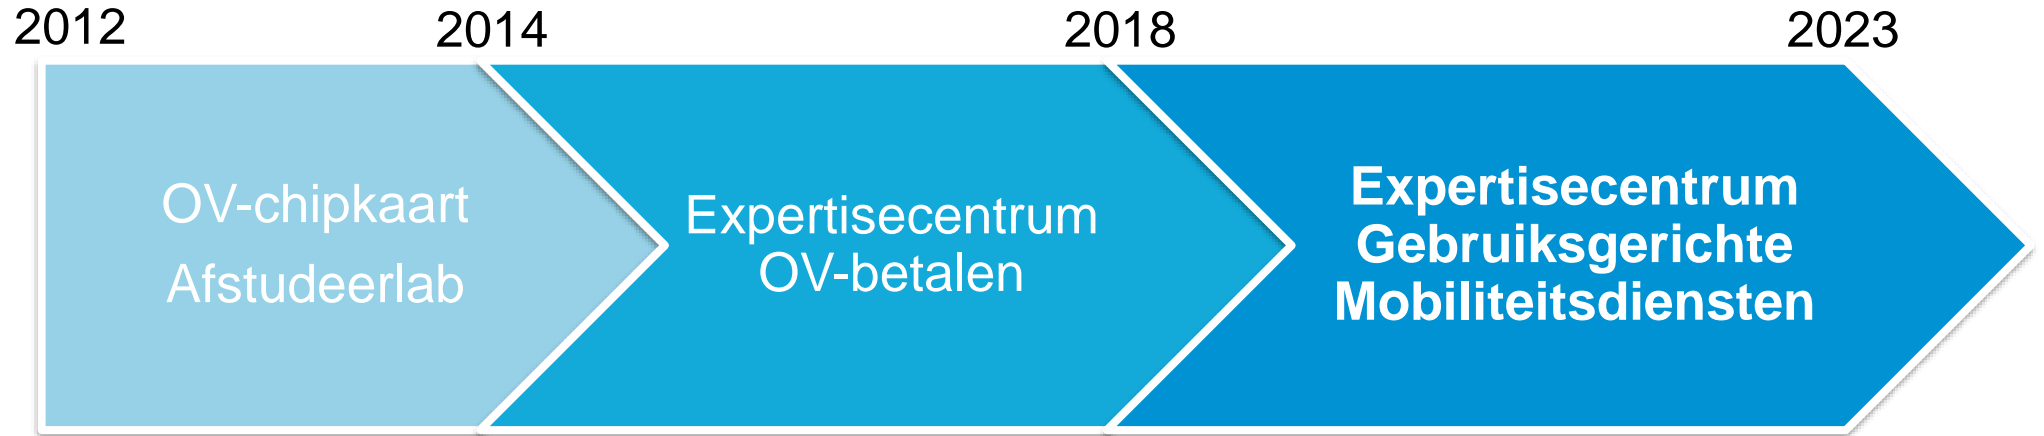 2012
2014
2018
2023
OV-chipkaart
Afstudeerlab
Expertisecentrum
OV-betalen
Expertisecentrum
Gebruiksgerichte
Mobiliteitsdiensten